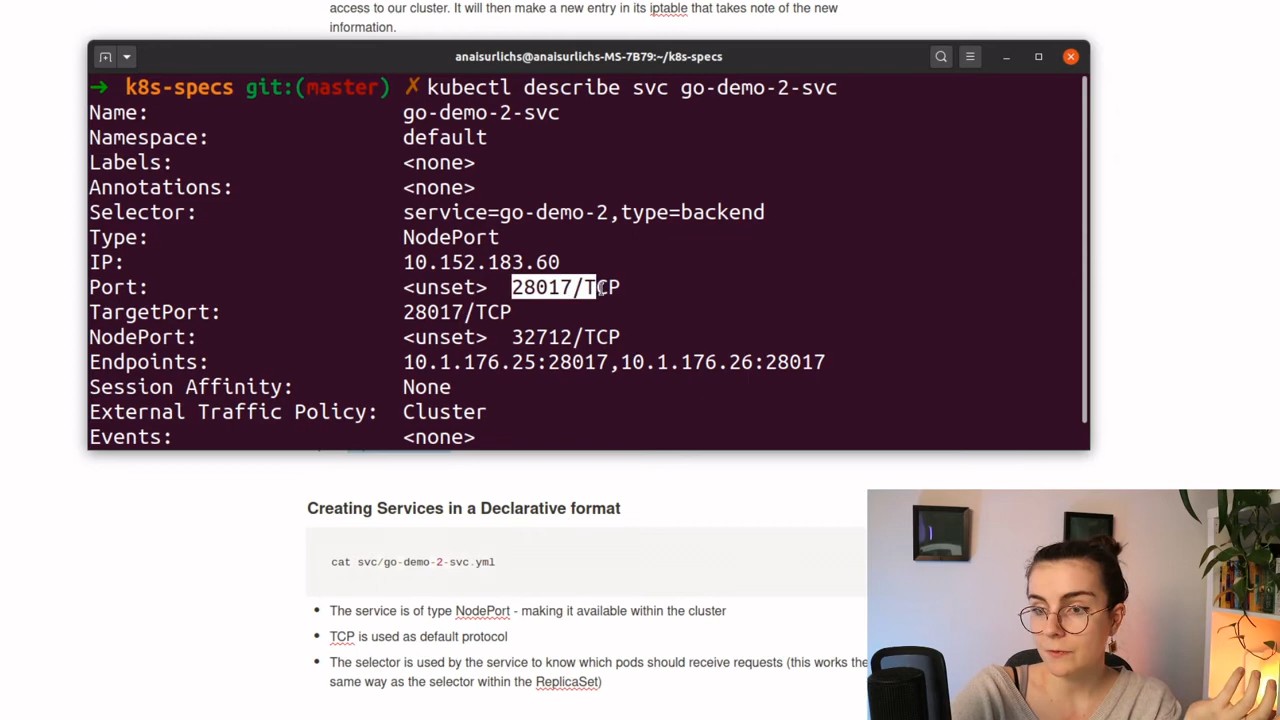 access to our cluster. It will then make a new entry in its iptable that takes note of the new
information.
anaisurlichs@anaisurlichs-MS-7B79:~/k8s-specs
➜ k8s-specs git:(master) ✗ kubectl describe svc go-demo-2-svc
Name: go-demo-2-svc
Namespace: default
Labels: <none>
Annotations: <none>
Selector: service=go-demo-2,type=backend
Type: NodePort
IP: 10.152.183.60
Port: <unset> 28017/TCP
TargetPort: 28017/TCP
NodePort: <unset> 32712/TCP
Endpoints: 10.1.176.25:28017,10.1.176.26:28017
Session Affinity: None
External Traffic Policy: Cluster
Events: <none>
Creating Services in a Declarative format
cat svc/go-demo-2-svc.yml
• The service is of type NodePort - making it available within the cluster
• TCP is used as default protocol
• The selector is used by the service to know which pods should receive requests (this works the
same way as the selector within the ReplicaSet)